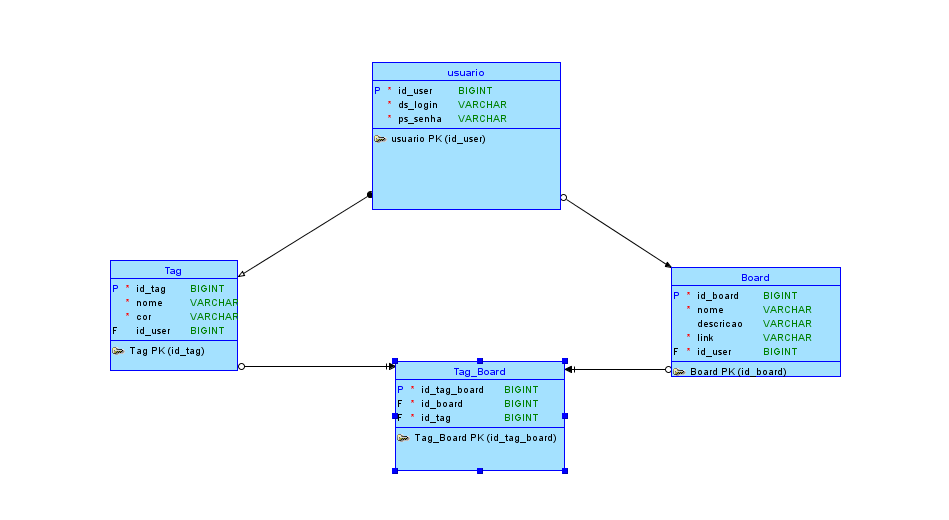 usuario
P * id_user BIGINT
* ds_login VARCHAR
* ps_senha VARCHAR
usuario PK (id_user)
Tag
P * id_tag BIGINT
* nome VARCHAR
* cor VARCHAR
F id_user BIGINT
Tag PK (id_tag)
Board
P * id_board BIGINT
* nome VARCHAR
descricao VARCHAR
* link VARCHAR
F * id_user BIGINT
Board PK (id_board)
Tag_Board
P * id_tag_board BIGINT
F * id_board BIGINT
F * id_tag BIGINT
Tag_Board PK (id_tag_board)